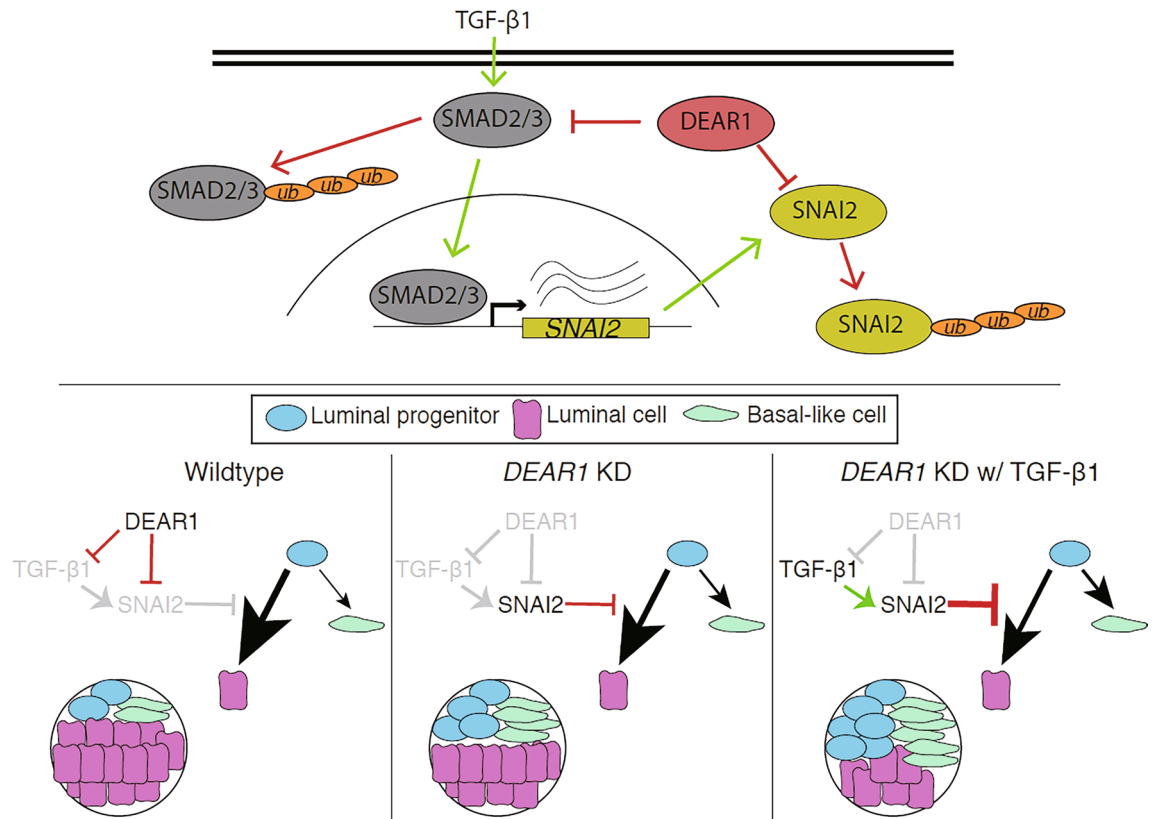 TGF-β1
SMAD2/3
DEAR1
SMAD2/3 ub ub ub
SNAI2
SMAD2/3
SNAI2
SNAI2 ub ub ub
Luminal progenitor Luminal cell Basal-like cell
Wildtype
DEAR1
TGF-β1
SNAI2
DEAR1 KD
DEAR1
TGF-β1
SNAI2
DEAR1 KD w/ TGF-β1
DEAR1
TGF-β1
SNAI2